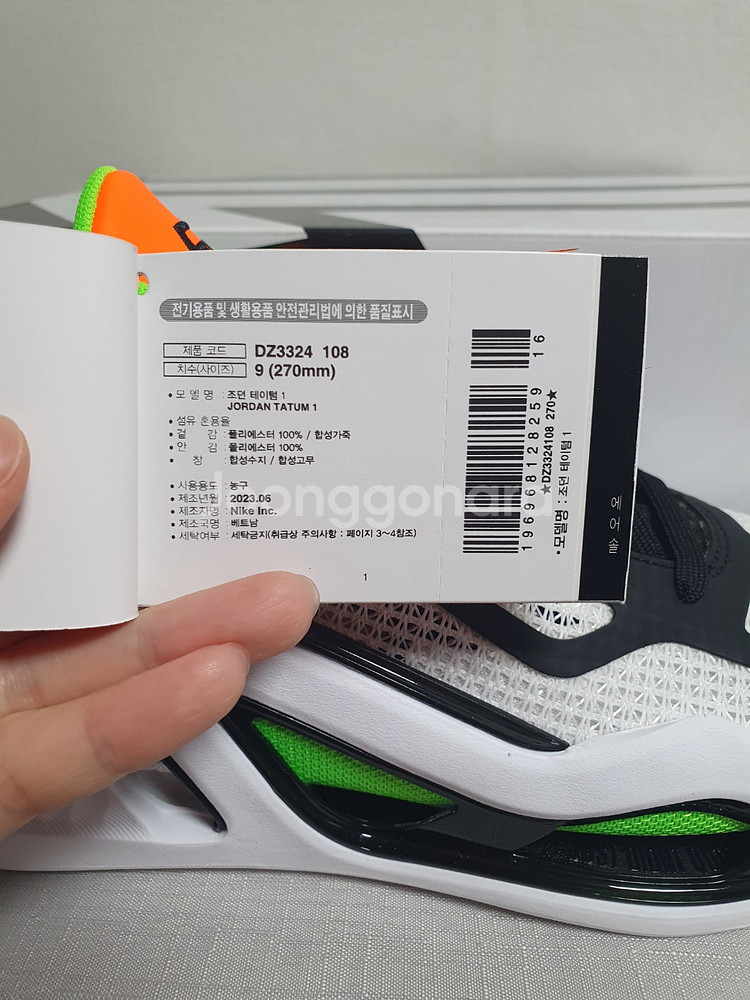 전기용품 및 생활용품 안전관리법에 의한 품질표시
제품 코드 DZ3324 108
치수(사이즈) 9 (270mm)
• 모 델 명 : 조던 테이텀 1
JORDAN TATUM 1
• 섬유 혼용율
• 겉 감 : 폴리에스터 100% / 합성가죽
• 안 감 : 폴리에스터 100%
• 창 : 합성수지 / 합성고무
• 사용용도 : 농구
• 제조년월 : 2023.06
• 제조자명 : Nike Inc.
• 제조국명 : 베트남
• 세탁여부 : 세탁금지(취급상 주의사항 : 페이지 3~4참조)
1
16
196968128259
★DZ3324108 270★
•모델명 : 조던 테이텀 1
에어솔